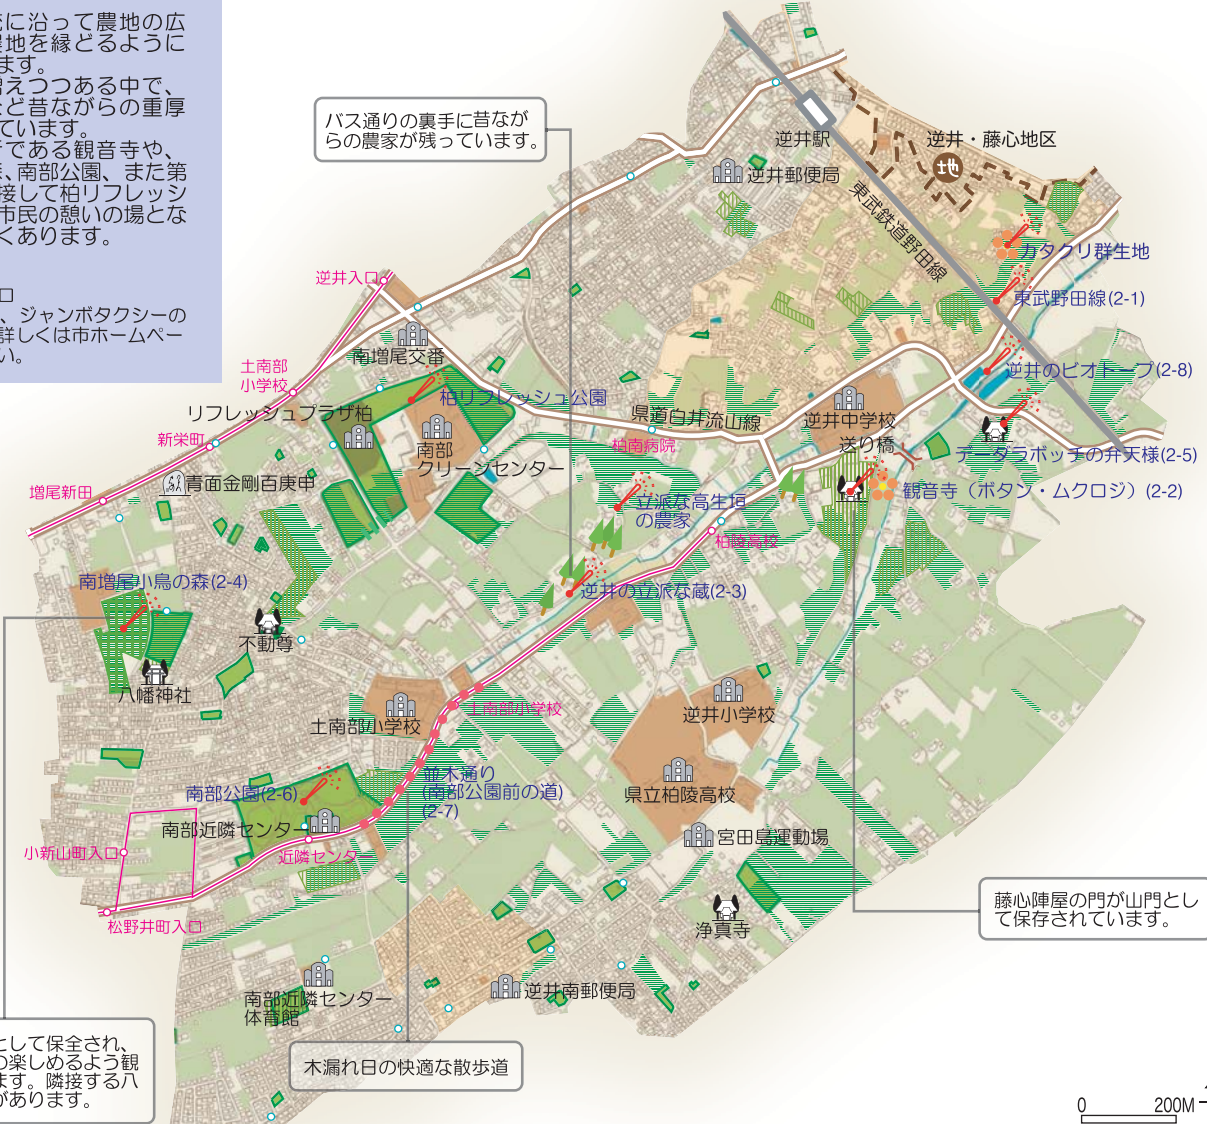 に沿って農地の広
地を縁どるように
ます。
増えつつある中で、
ど昔ながらの重厚
ています。
である観音寺や、
、南部公園、また第
接して柏リフレッシ
市民の憩いの場とな
くあります。
口
、ジャンボタクシーの
詳しくは市ホームペー
い。
バス通りの裏手に昔なが
らの農家が残っています。
逆井駅
逆井・藤心地区
地
逆井郵便局
東武鉄道野田線
カタクリ群生地
逆井入口
東武野田線(2-1)
南増尾交番
土南部
小学校
逆井のビオトープ(2-8)
柏リフレッシュ公園
リフレッシュプラザ柏
県道白井流山線
逆井中学校
新栄町
南部
クリーンセンター
柏南病院
送り橋
データラボッチの弁天様(2-5)
青面金剛百庚申
増尾新田
観音寺(ボタン・ムクロジ)(2-2)
立派な高生垣
の農家
柏陵高校
南増尾小鳥の森(2-4)
逆井の立派な蔵(2-3)
不動尊
八幡神社
土南部小学校
土南部小学校
逆井小学校
並木通り
(南部公園前の道)
(2-7)
南部公園(2-6)
県立柏陵高校
南部近隣センター
宮田島運動場
小新山町入口
近隣センター
藤心陣屋の門が山門とし
て保存されています。
松野井町入口
浄真寺
逆井南郵便局
南部近隣センター
体育館
として保全され、
の楽しめるよう観
ます。隣接する八
があります。
木漏れ日の快適な散歩道
0 200M